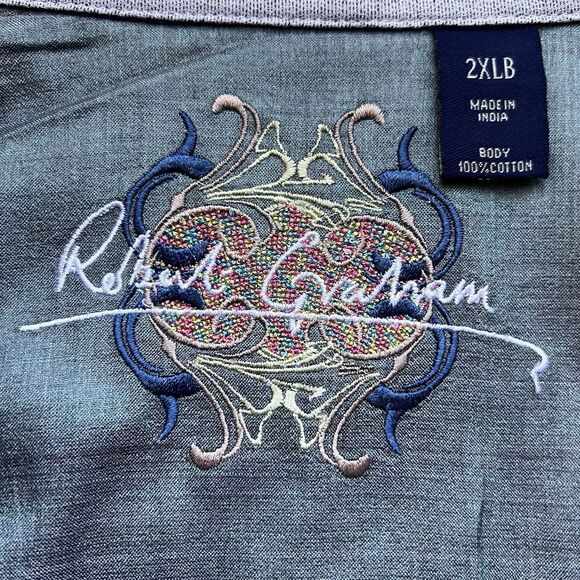 2XLB
MADE IN
INDIA
BODY
100% COTTON
Robert Graham